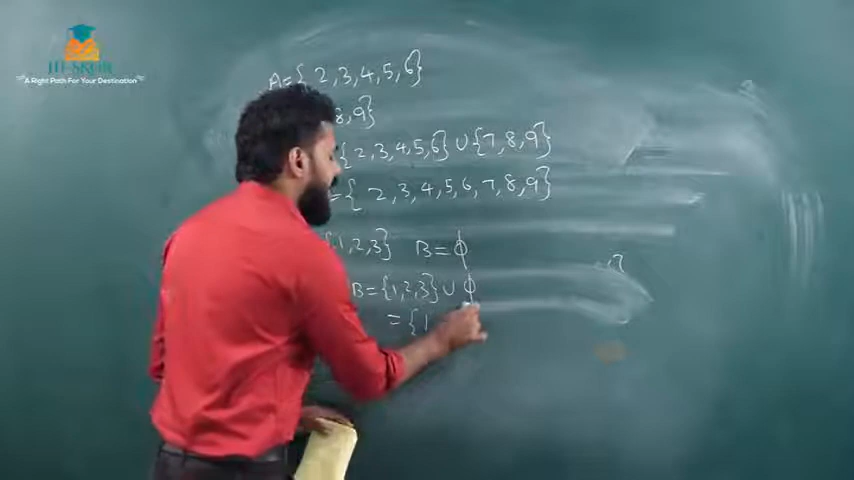 A Right Path For Your Destination
A={ 2,3,4,5,6}
8,9}
{2,3,4,5,6}∪{7,8,9}
={ 2,3,4,5,6,7,8,9}
{1,2,3} B=ϕ
B={1,2,3}∪ ϕ
={1